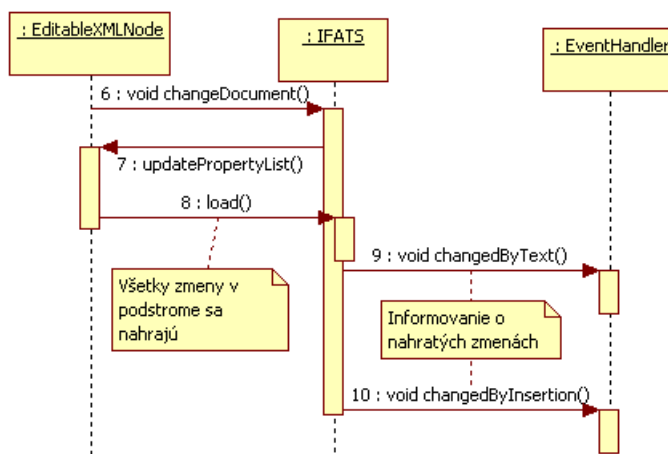 : EditableXMLNode
: IFATS
: EventHandler
6 : void changeDocument()
7 : updatePropertyList()
8 : load()
9 : void changedByText()
Všetky zmeny v
podstrome sa
nahrajú
Informovanie o
nahratých zmenách
10 : void changedByInsertion()